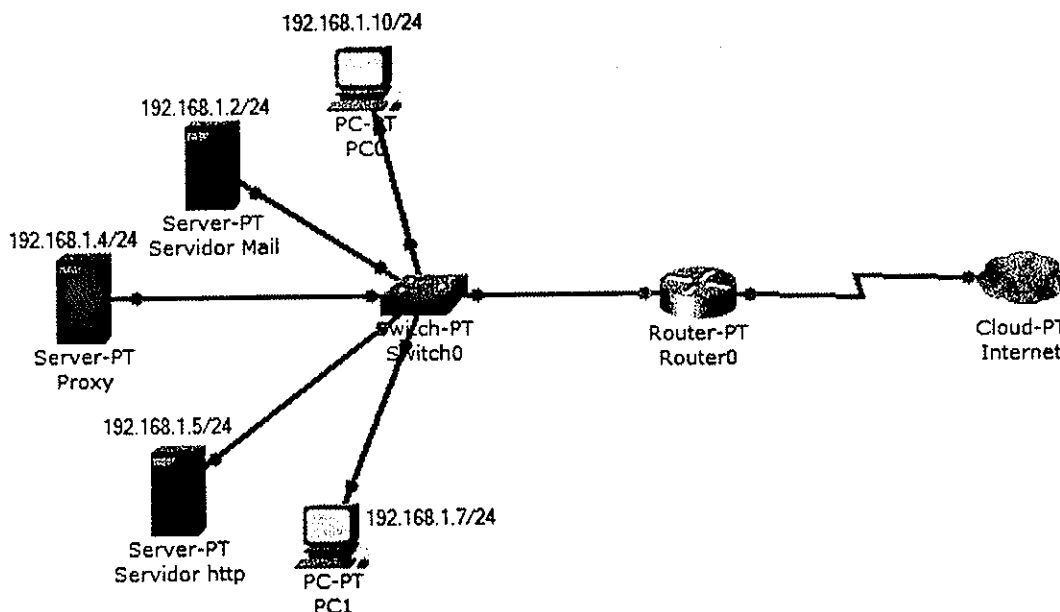 192.168.1.10/24
PC-PT
PC0
192.168.1.2/24
Server-PT
Servidor Mail
192.168.1.4/24
Server-PT
Proxy
Switch-PT
Switch0
Router-PT
Router0
Cloud-PT
Internet
192.168.1.5/24
Server-PT
Servidor http
192.168.1.7/24
PC-PT
PC1